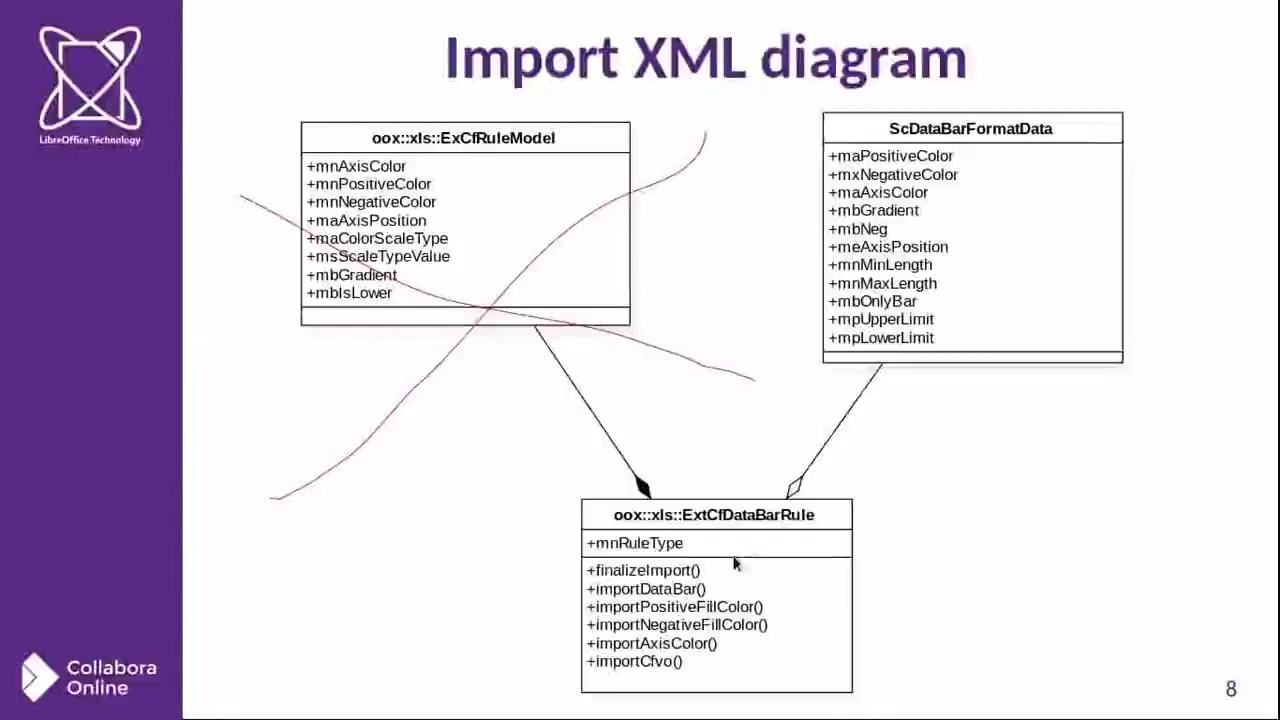 Import XML diagram
LibreOffice Technology
oox::xls::ExCfRuleModel
+mnAxisColor
+mnPositiveColor
+mnNegativeColor
+maAxisPosition
+maColorScaleType
+msScaleTypeValue
+mbGradient
+mbIsLower
ScDataBarFormatData
+maPositiveColor
+mxNegativeColor
+maAxisColor
+mbGradient
+mbNeg
+meAxisPosition
+mnMinLength
+mnMaxLength
+mbOnlyBar
+mpUpperLimit
+mpLowerLimit
oox::xls::ExtCfDataBarRule
+mnRuleType
+finalizeImport()
+importDataBar()
+importPositiveFillColor()
+importNegativeFillColor()
+importAxisColor()
+importCfvo()
Collabora
Online
8